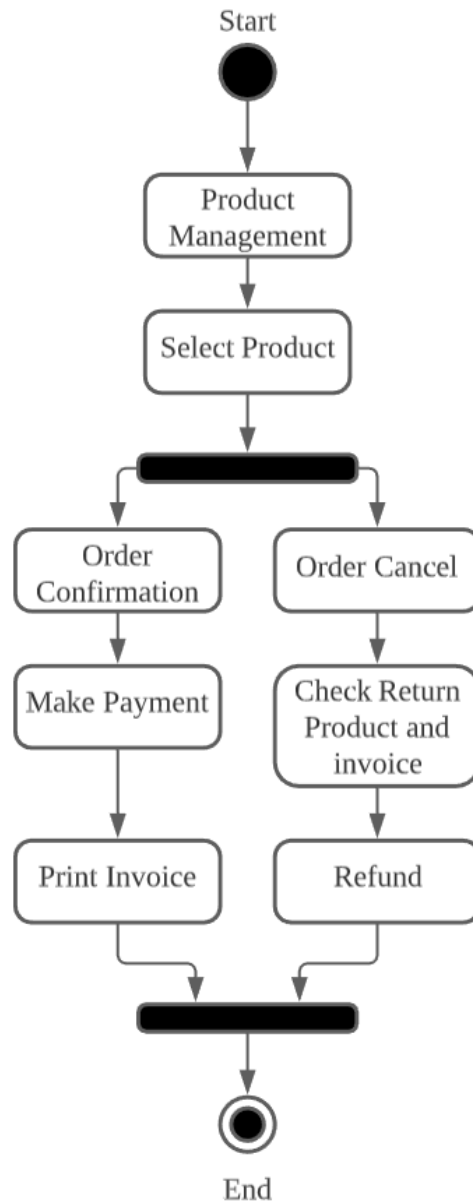 Start
Product
Management
Select Product
Order
Confirmation
Order Cancel
Make Payment
Check Return
Product and
invoice
Print Invoice
Refund
End